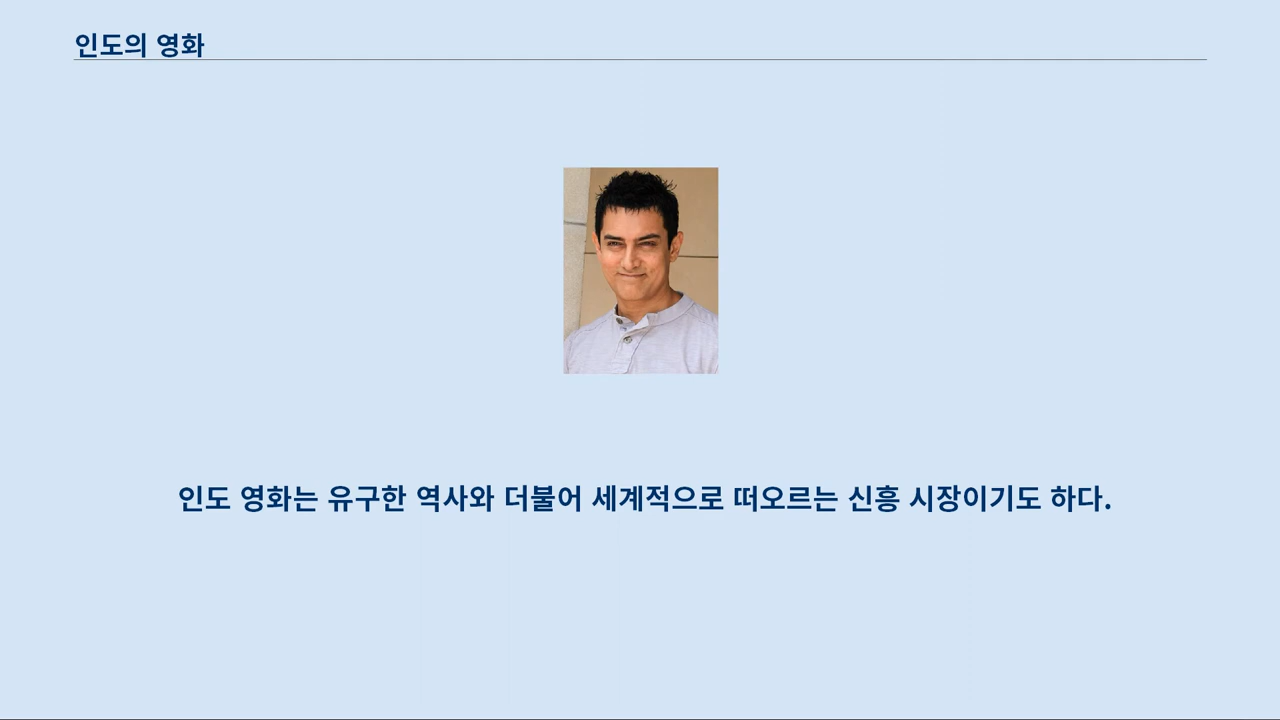 인도의 영화
인도 영화는 유구한 역사와 더불어 세계적으로 떠오르는 신흥 시장이기도 하다.